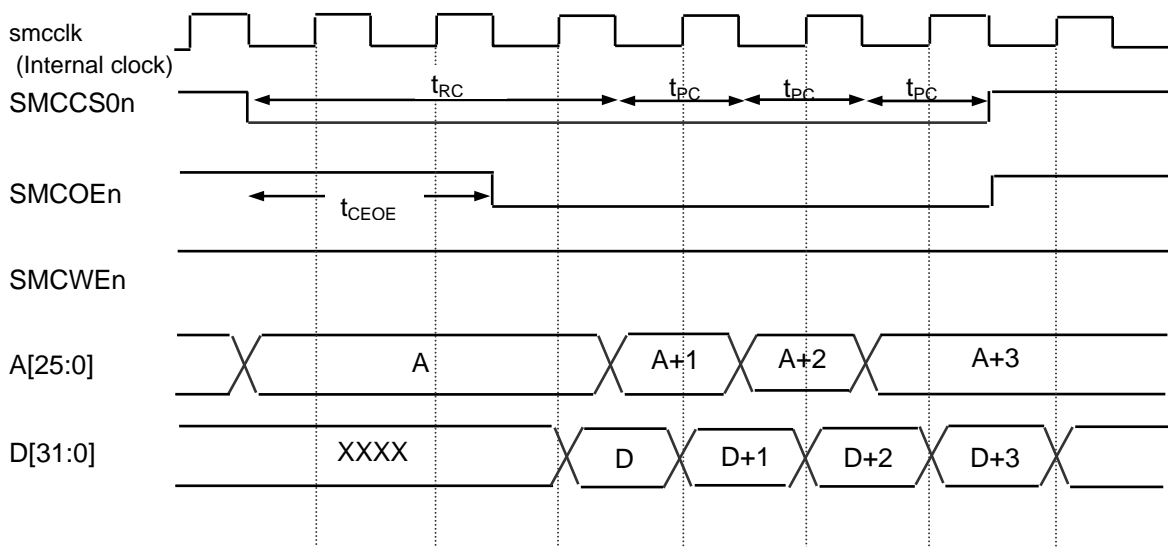 smcclk
(Internal clock)
SMCCS0n
tRC
tPC
tPC
tPC
SMCOEn
tCEOE
SMCWEn
A[25:0]
A
A+1
A+2
A+3
D[31:0]
XXXX
D
D+1
D+2
D+3